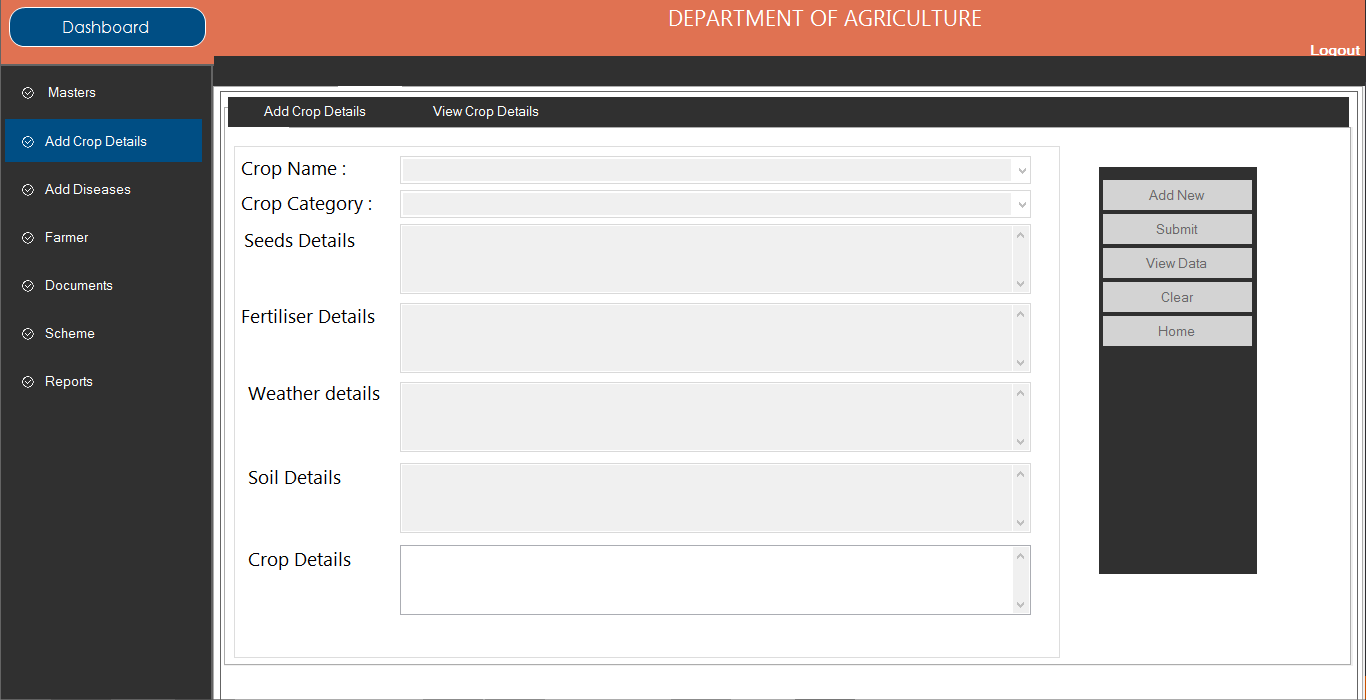 Dashboard
DEPARTMENT OF AGRICULTURE
Logout
Masters
Add Crop Details
Add Diseases
Farmer
Documents
Scheme
Reports
Add Crop Details
View Crop Details
Crop Name :
Crop Category :
Seeds Details
Fertiliser Details
Weather details
Soil Details
Crop Details
Add New
Submit
View Data
Clear
Home